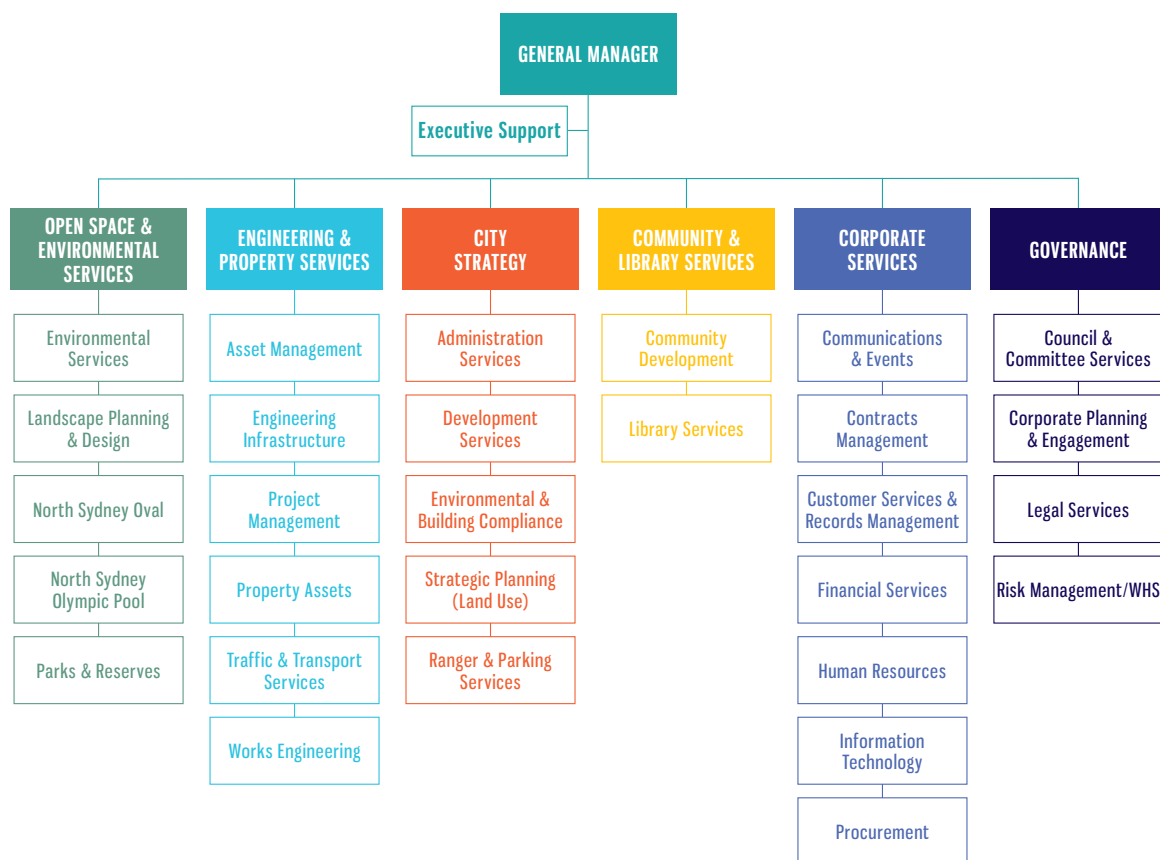 GENERAL MANAGER
Executive Support
OPEN SPACE &
ENVIRONMENTAL
SERVICES
Environmental
Services
Landscape Planning
& Design
North Sydney Oval
North Sydney
Olympic Pool
Parks & Reserves
ENGINEERING &
PROPERTY SERVICES
Asset Management
Engineering
Infrastructure
Project
Management
Property Assets
Traffic & Transport
Services
Works Engineering
CITY
STRATEGY
Administration
Services
Development
Services
Environmental &
Building Compliance
Strategic Planning
(Land Use)
Ranger & Parking
Services
COMMUNITY &
LIBRARY SERVICES
Community
Development
Library Services
CORPORATE
SERVICES
Communications
& Events
Contracts
Management
Customer Services &
Records Management
Financial Services
Human Resources
Information
Technology
Procurement
GOVERNANCE
Council &
Committee Services
Corporate Planning
& Engagement
Legal Services
Risk Management/WHS